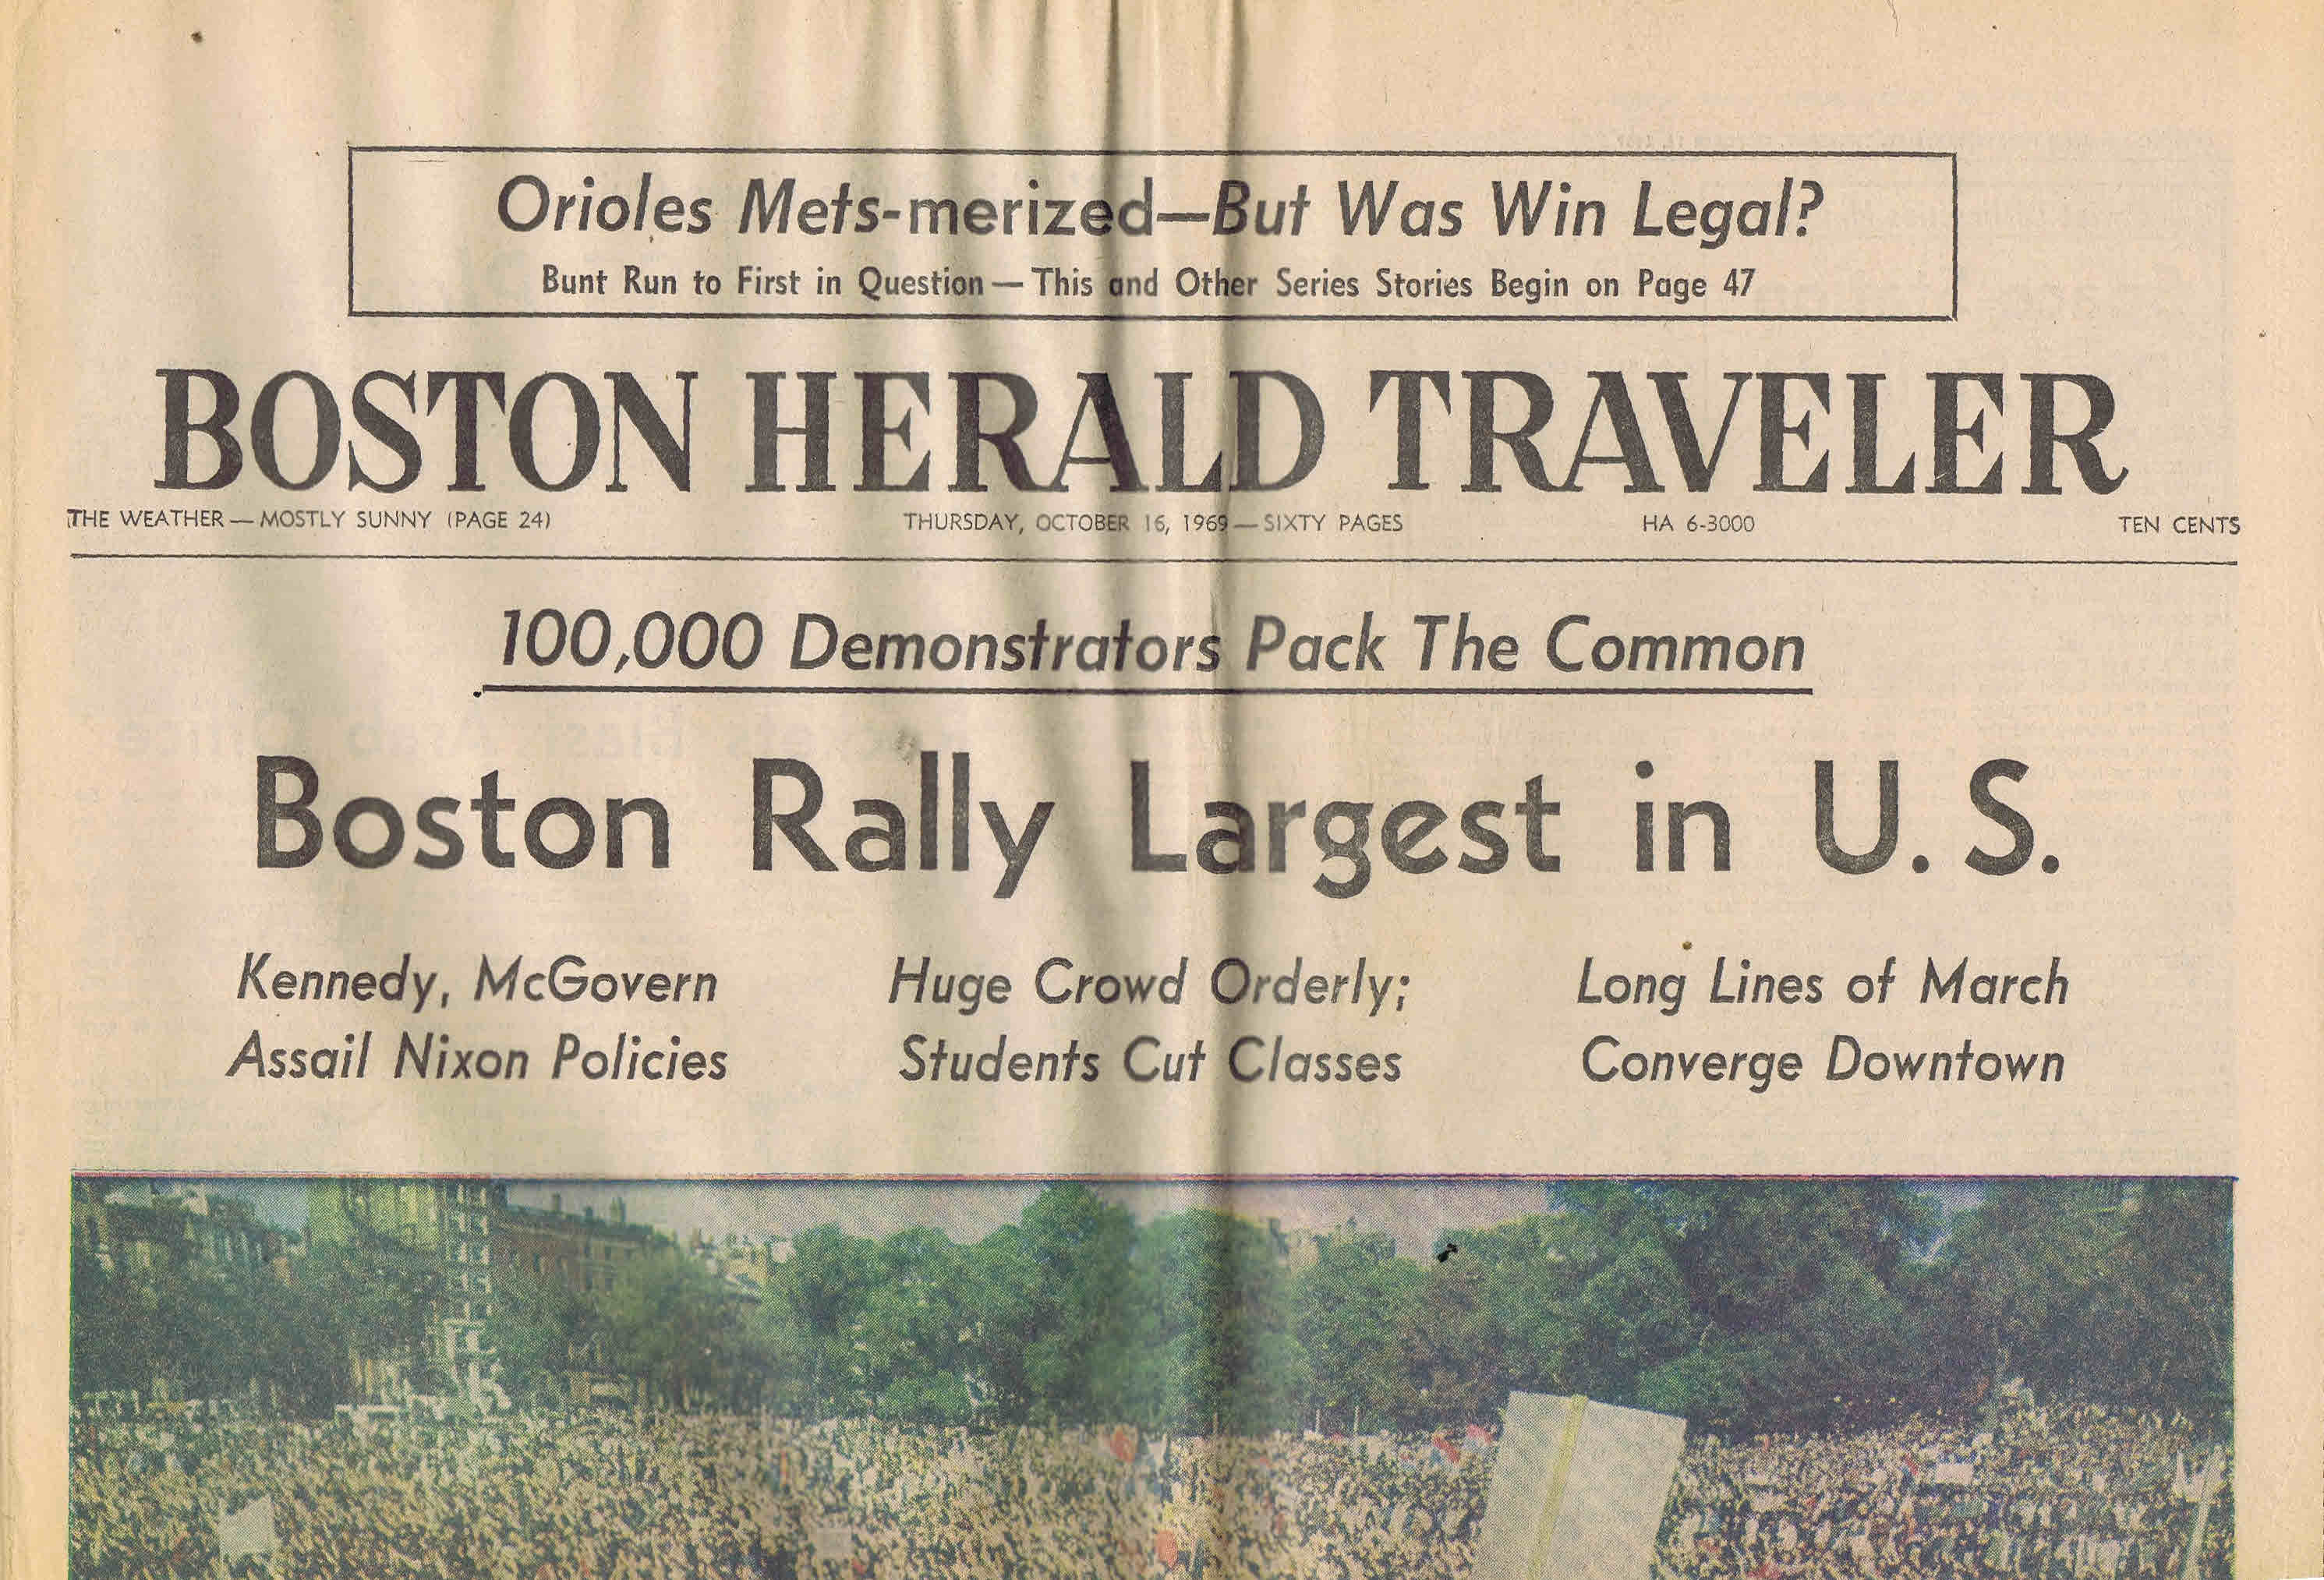 Orioles Mets-merized—But Was Win Legal?
Bunt Run to First in Question — This and Other Series Stories Begin on Page 47
BOSTON HERALD TRAVELER
THE WEATHER — MOSTLY SUNNY (PAGE 24) THURSDAY, OCTOBER 16, 1969 — SIXTY PAGES HA 6-3000 TEN CENTS
100,000 Demonstrators Pack The Common
Boston Rally Largest in U. S.
Kennedy, McGovern
Assail Nixon Policies
Huge Crowd Orderly;
Students Cut Classes
Long Lines of March
Converge Downtown